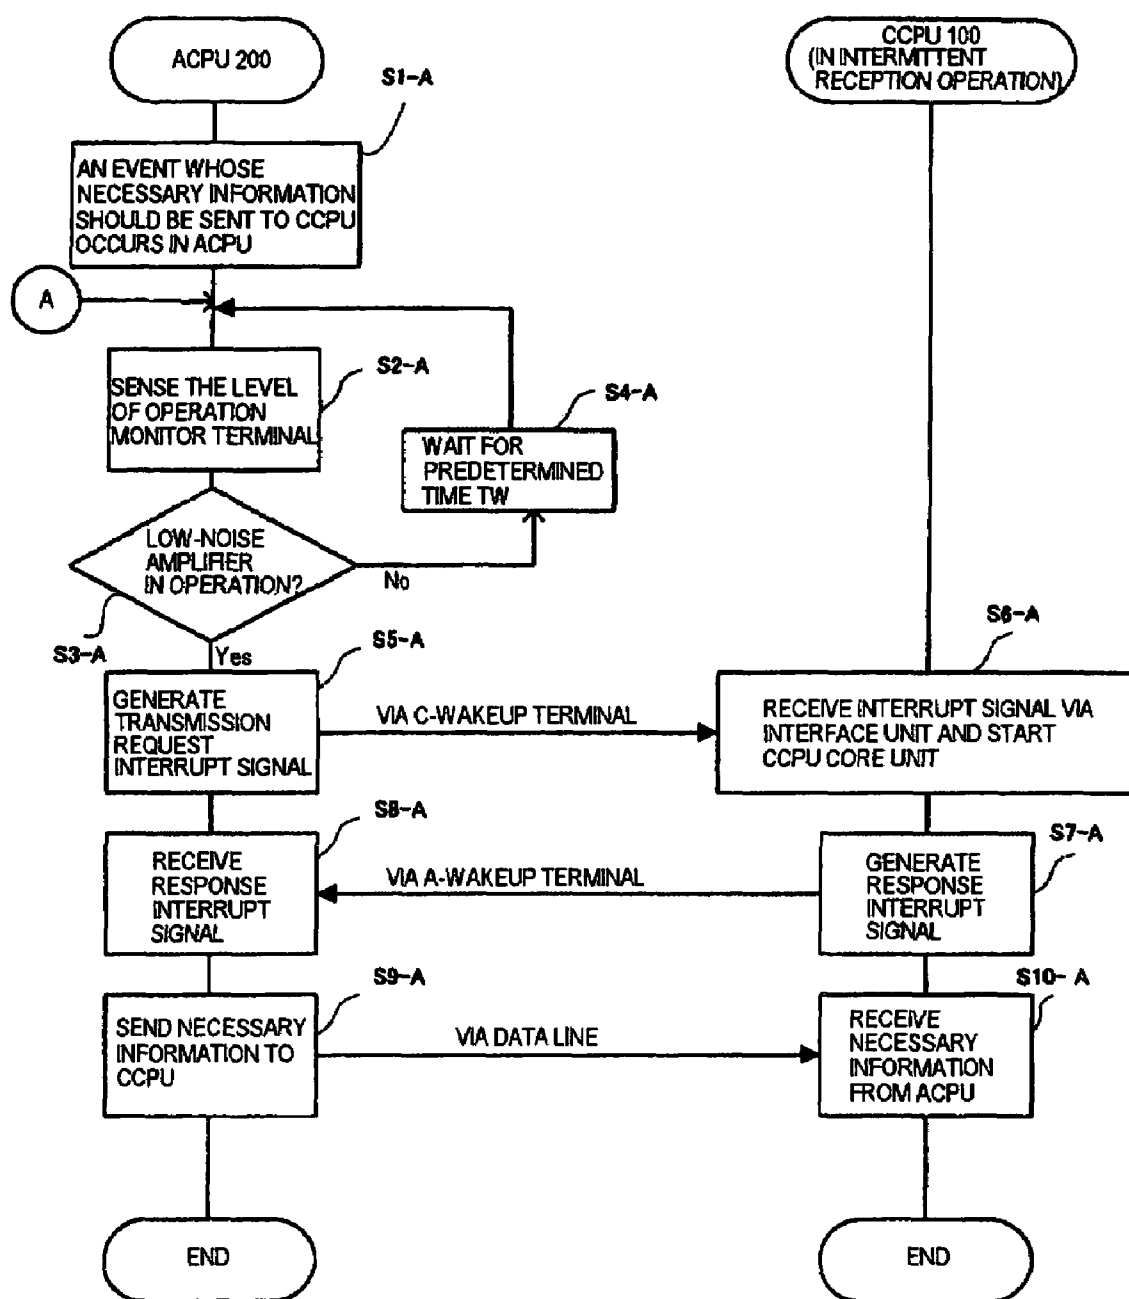 ACPU 200
CCPU 100
(IN INTERMITTENT
RECEPTION OPERATION)
S1-A
AN EVENT WHOSE
NECESSARY INFORMATION
SHOULD BE SENT TO CCPU
OCCURS IN ACPU
A
S2-A
SENSE THE LEVEL
OF OPERATION
MONITOR TERMINAL
S4-A
WAIT FOR
PREDETERMINED
TIME TW
LOW-NOISE
AMPLIFIER
IN OPERATION?
No
S3-A
Yes
S5-A
GENERATE
TRANSMISSION
REQUEST
INTERRUPT SIGNAL
VIA C-WAKEUP TERMINAL
S6-A
RECEIVE INTERRUPT SIGNAL VIA
INTERFACE UNIT AND START
CCPU CORE UNIT
S8-A
RECEIVE
RESPONSE
INTERRUPT
SIGNAL
VIA A-WAKEUP TERMINAL
S7-A
GENERATE
RESPONSE
INTERRUPT
SIGNAL
S9-A
SEND NECESSARY
INFORMATION TO
CCPU
VIA DATA LINE
S10- A
RECEIVE
NECESSARY
INFORMATION
FROM ACPU
END
END